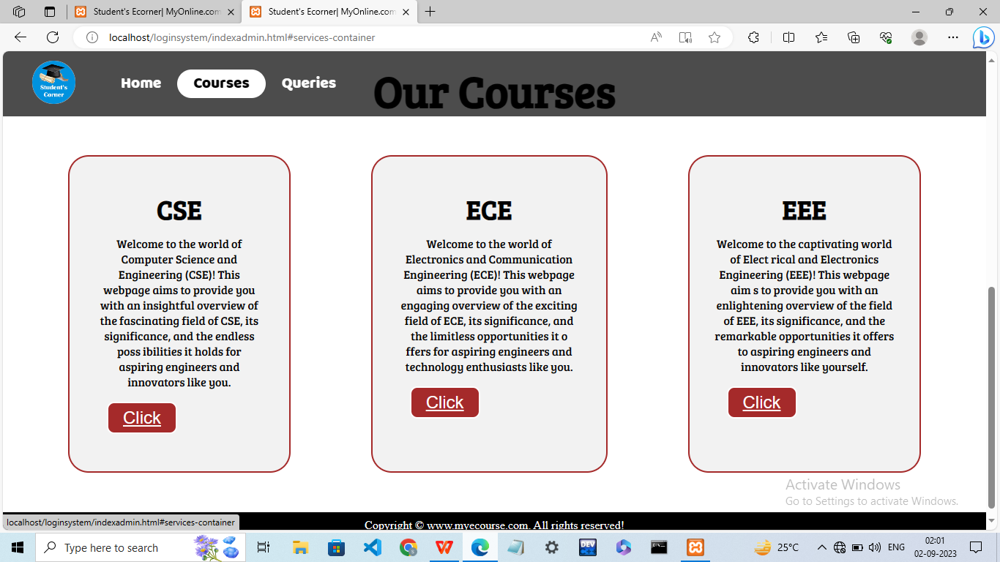 Student's Ecorner| MyOnline.com
Student's Ecorner| MyOnline.com
localhost/loginsystem/indexadmin.html#services-container
Student's
Corner
Home Courses Queries
Our Courses
CSE
Welcome to the world of
Computer Science and
Engineering (CSE)! This
webpage aims to provide you
with an insightful overview of
the fascinating field of CSE, its
significance, and the endless
poss ibilities it holds for
aspiring engineers and
innovators like you.
Click
ECE
Welcome to the world of
Electronics and Communication
Engineering (ECE)! This webpage
aims to provide you with an
engaging overview of the exciting
field of ECE, its significance, and
the limitless opportunities it o
ffers for aspiring engineers and
technology enthusiasts like you.
Click
EEE
Welcome to the captivating world
of Elect rical and Electronics
Engineering (EEE)! This webpage
aim s to provide you with an
enlightening overview of the field
of EEE, its significance, and the
remarkable opportunities it offers
to aspiring engineers and
innovators like yourself.
Click
Activate Windows
Go to Settings to activate Windows.
localhost/loginsystem/indexadmin.html#services-container
Copyright © www.myecourse.com. All rights reserved!
Type here to search
DEV
25°C
ENG
02:01
02-09-2023